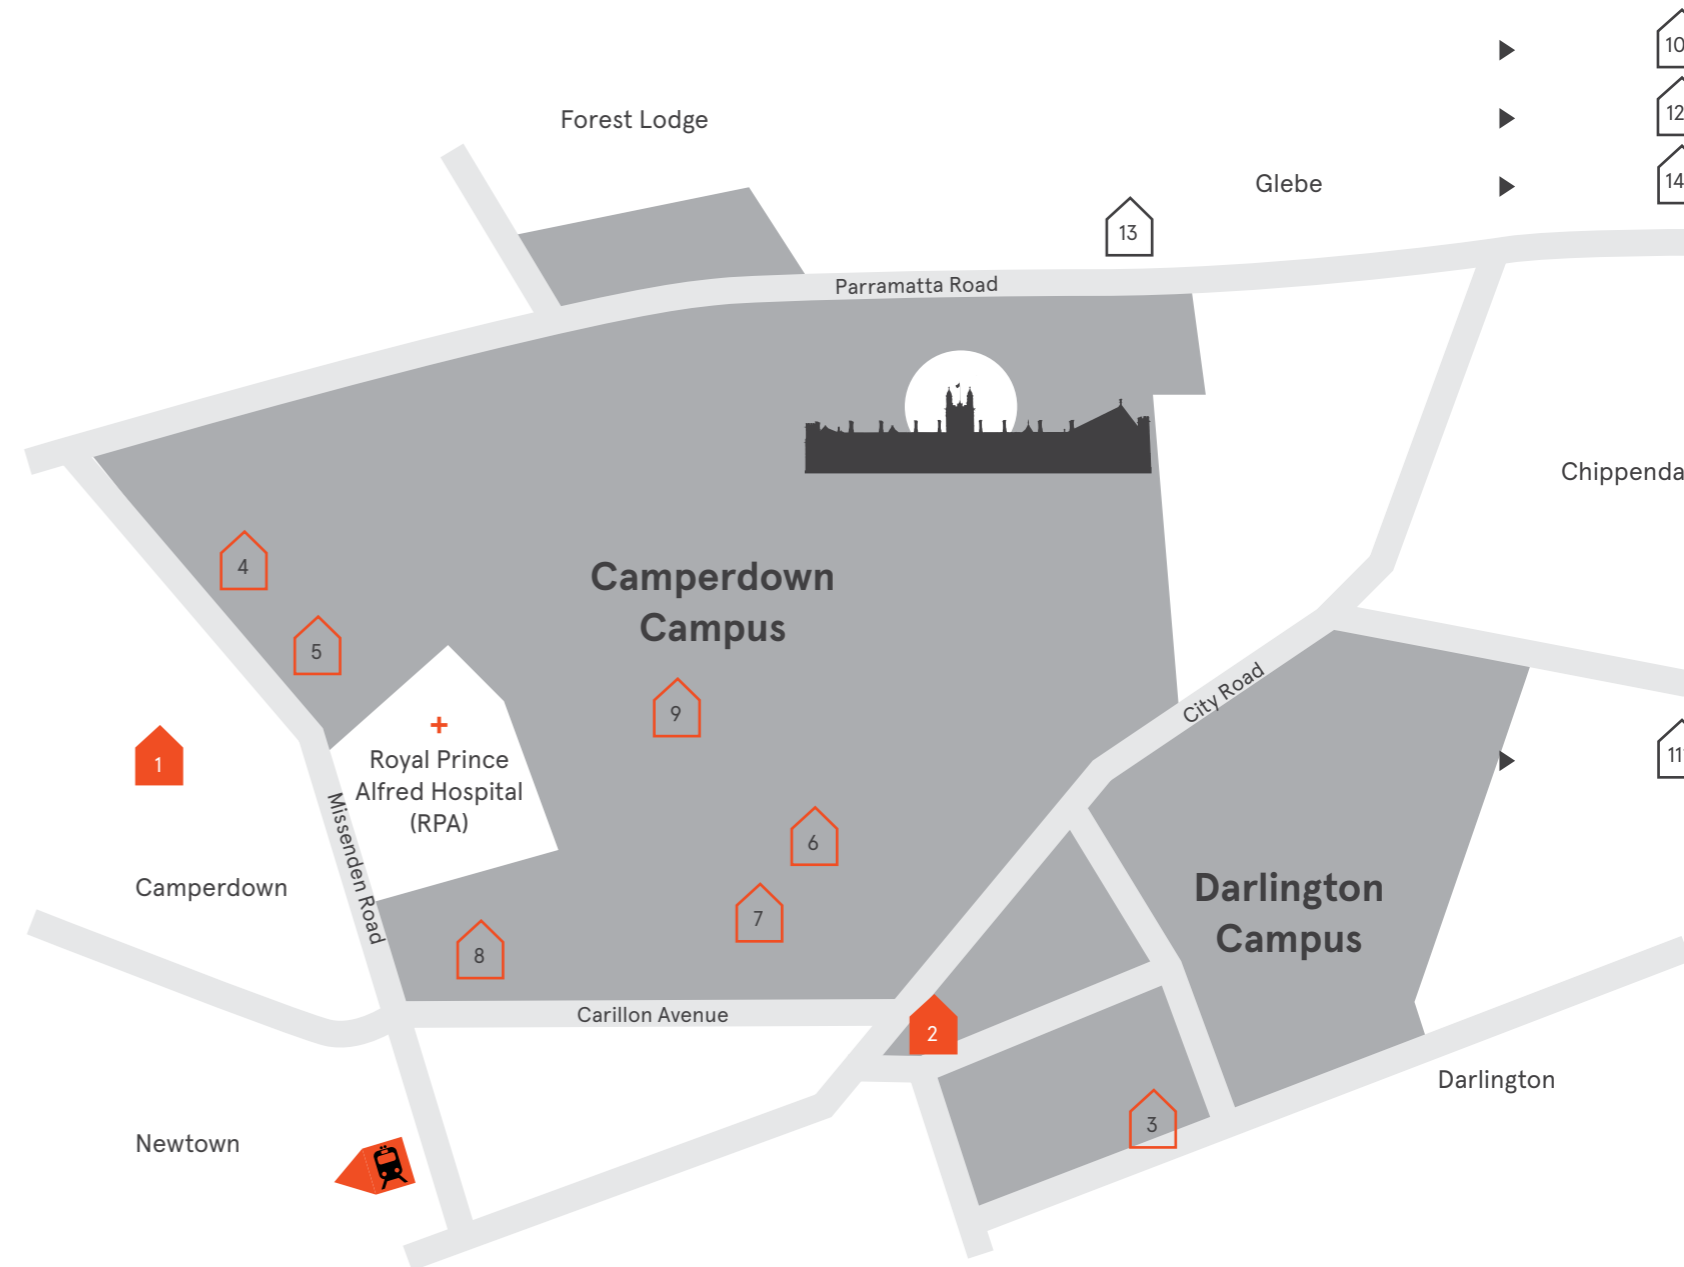 10
Forest Lodge
12
Glebe
14
13
Parramatta Road
Chippenda
4
Camperdown
Campus
5
City Road
9
+
Royal Prince
Alfred Hospital
(RPA)
1
11
Missenden Road
6
Camperdown
Darlington
Campus
7
8
Carillon Avenue
2
Darlington
3
Newtown